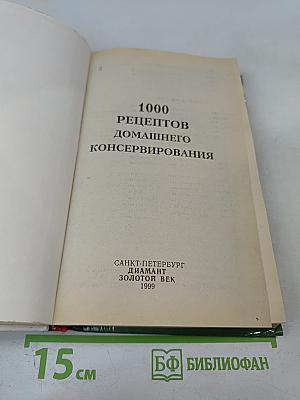 1000
РЕЦЕПТОВ
ДОМАШНЕГО
КОНСЕРВИРОВАНИЯ
САНКТ-ПЕТЕРБУРГ
ДИАМАНТ
ЗОЛОТОЙ ВЕК
1999
15 см
БФ БИБЛИОФАН